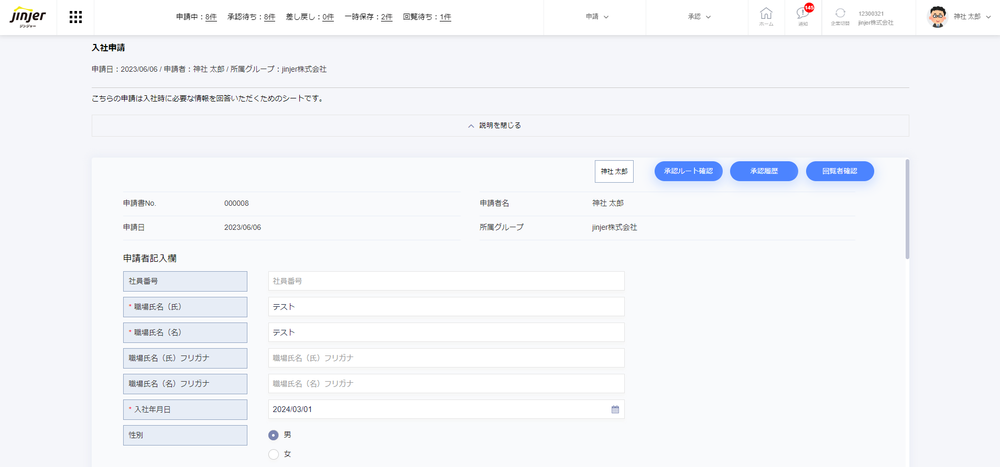 jinjer
ジンジャー
申請中：8件 承認待ち：8件 差し戻し：0件 一時保存：2件 回覧待ち：1件
申請
承認
ホーム
145
通知
企業切替
12300321
jinjer株式会社
神社 太郎
入社申請
申請日：2023/06/06 / 申請者：神社 太郎 / 所属グループ：jinjer株式会社
こちらの申請は入社時に必要な情報を回答いただくためのシートです。
説明を閉じる
神社 太郎
承認ルート確認
承認履歴
回覧者確認
申請書No. 000008
申請者名 神社 太郎
申請日 2023/06/06
所属グループ jinjer株式会社
申請者記入欄
社員番号 社員番号
* 職場氏名（氏） テスト
* 職場氏名（名） テスト
職場氏名（氏）フリガナ 職場氏名（氏）フリガナ
職場氏名（名）フリガナ 職場氏名（名）フリガナ
* 入社年月日 2024/03/01
性別 男
女